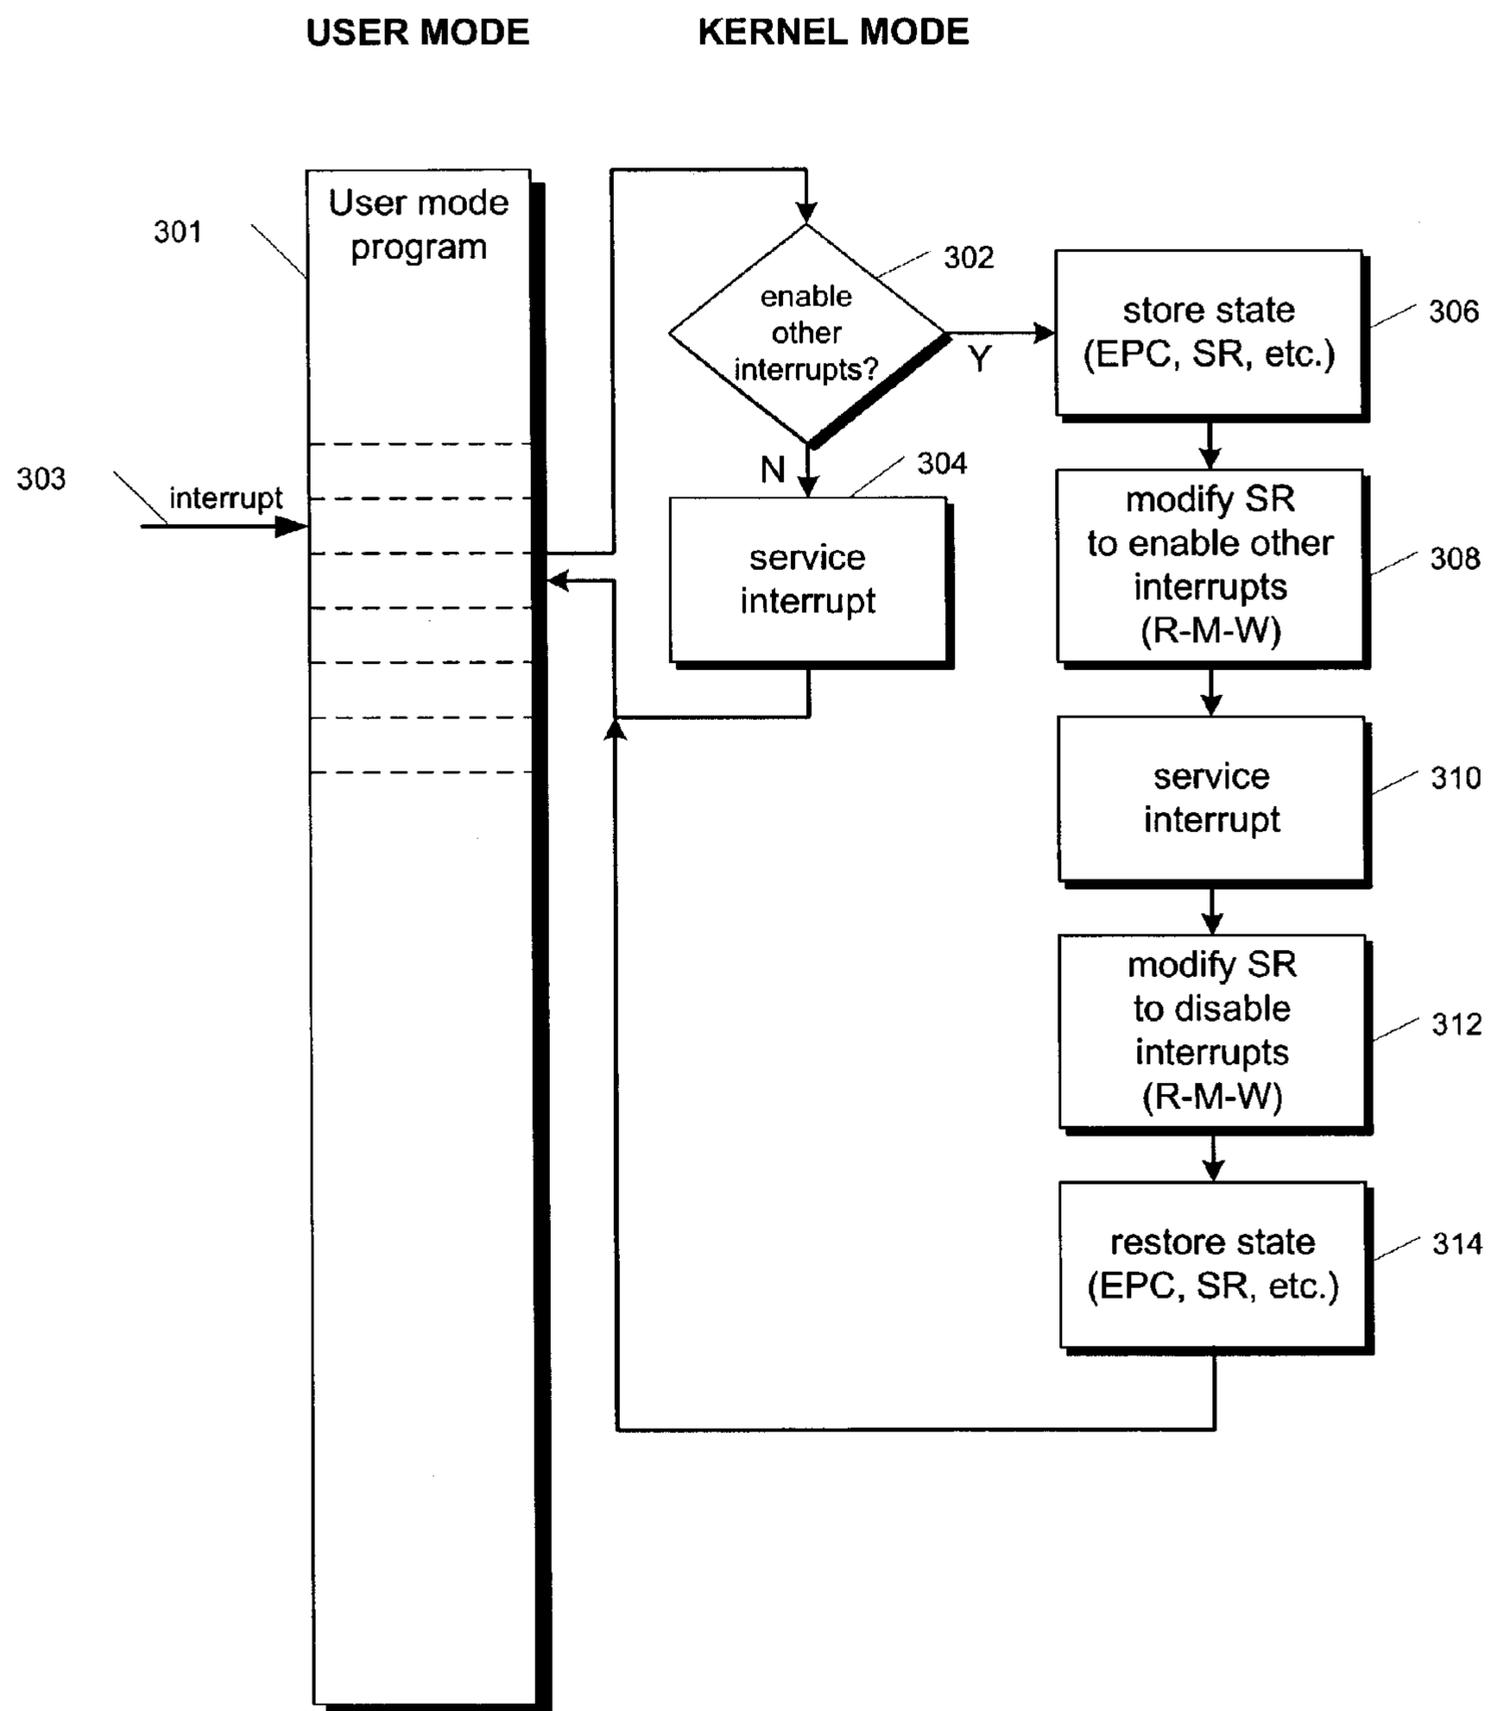 USER MODE
KERNEL MODE
User mode
program
301
303
interrupt
enable
other
interrupts?
302
Y
N
304
service
interrupt
store state
(EPC, SR, etc.)
306
modify SR
to enable other
interrupts
(R-M-W)
308
service
interrupt
310
modify SR
to disable
interrupts
(R-M-W)
312
restore state
(EPC, SR, etc.)
314